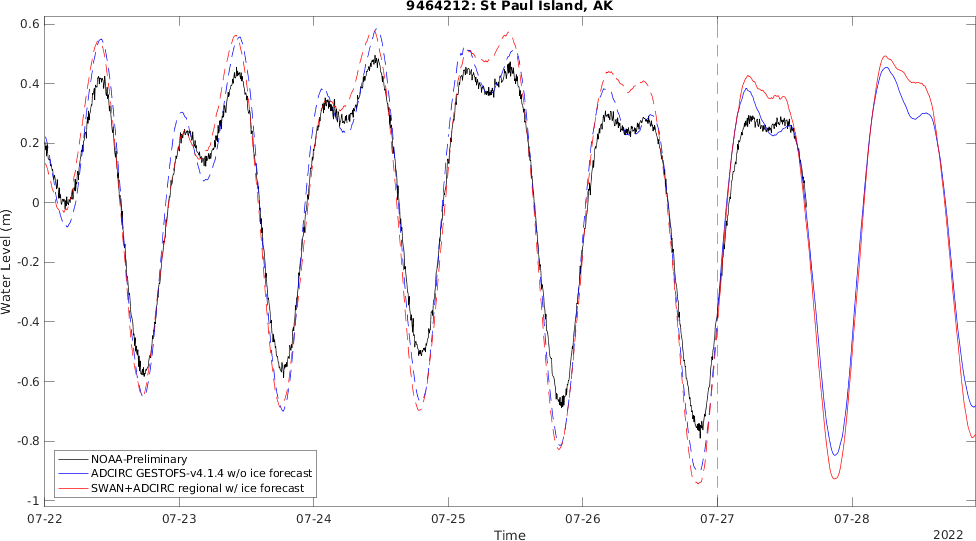 9464212: St Paul Island, AK
0.6
0.4
0.2
0
-0.2
-0.4
-0.6
-0.8
-1
Water Level (m)
NOAA-Preliminary
ADCIRC GESTOFS-v4.1.4 w/o ice forecast
SWAN+ADCIRC regional w/ ice forecast
07-22 07-23 07-24 07-25 07-26 07-27 07-28
Time
2022